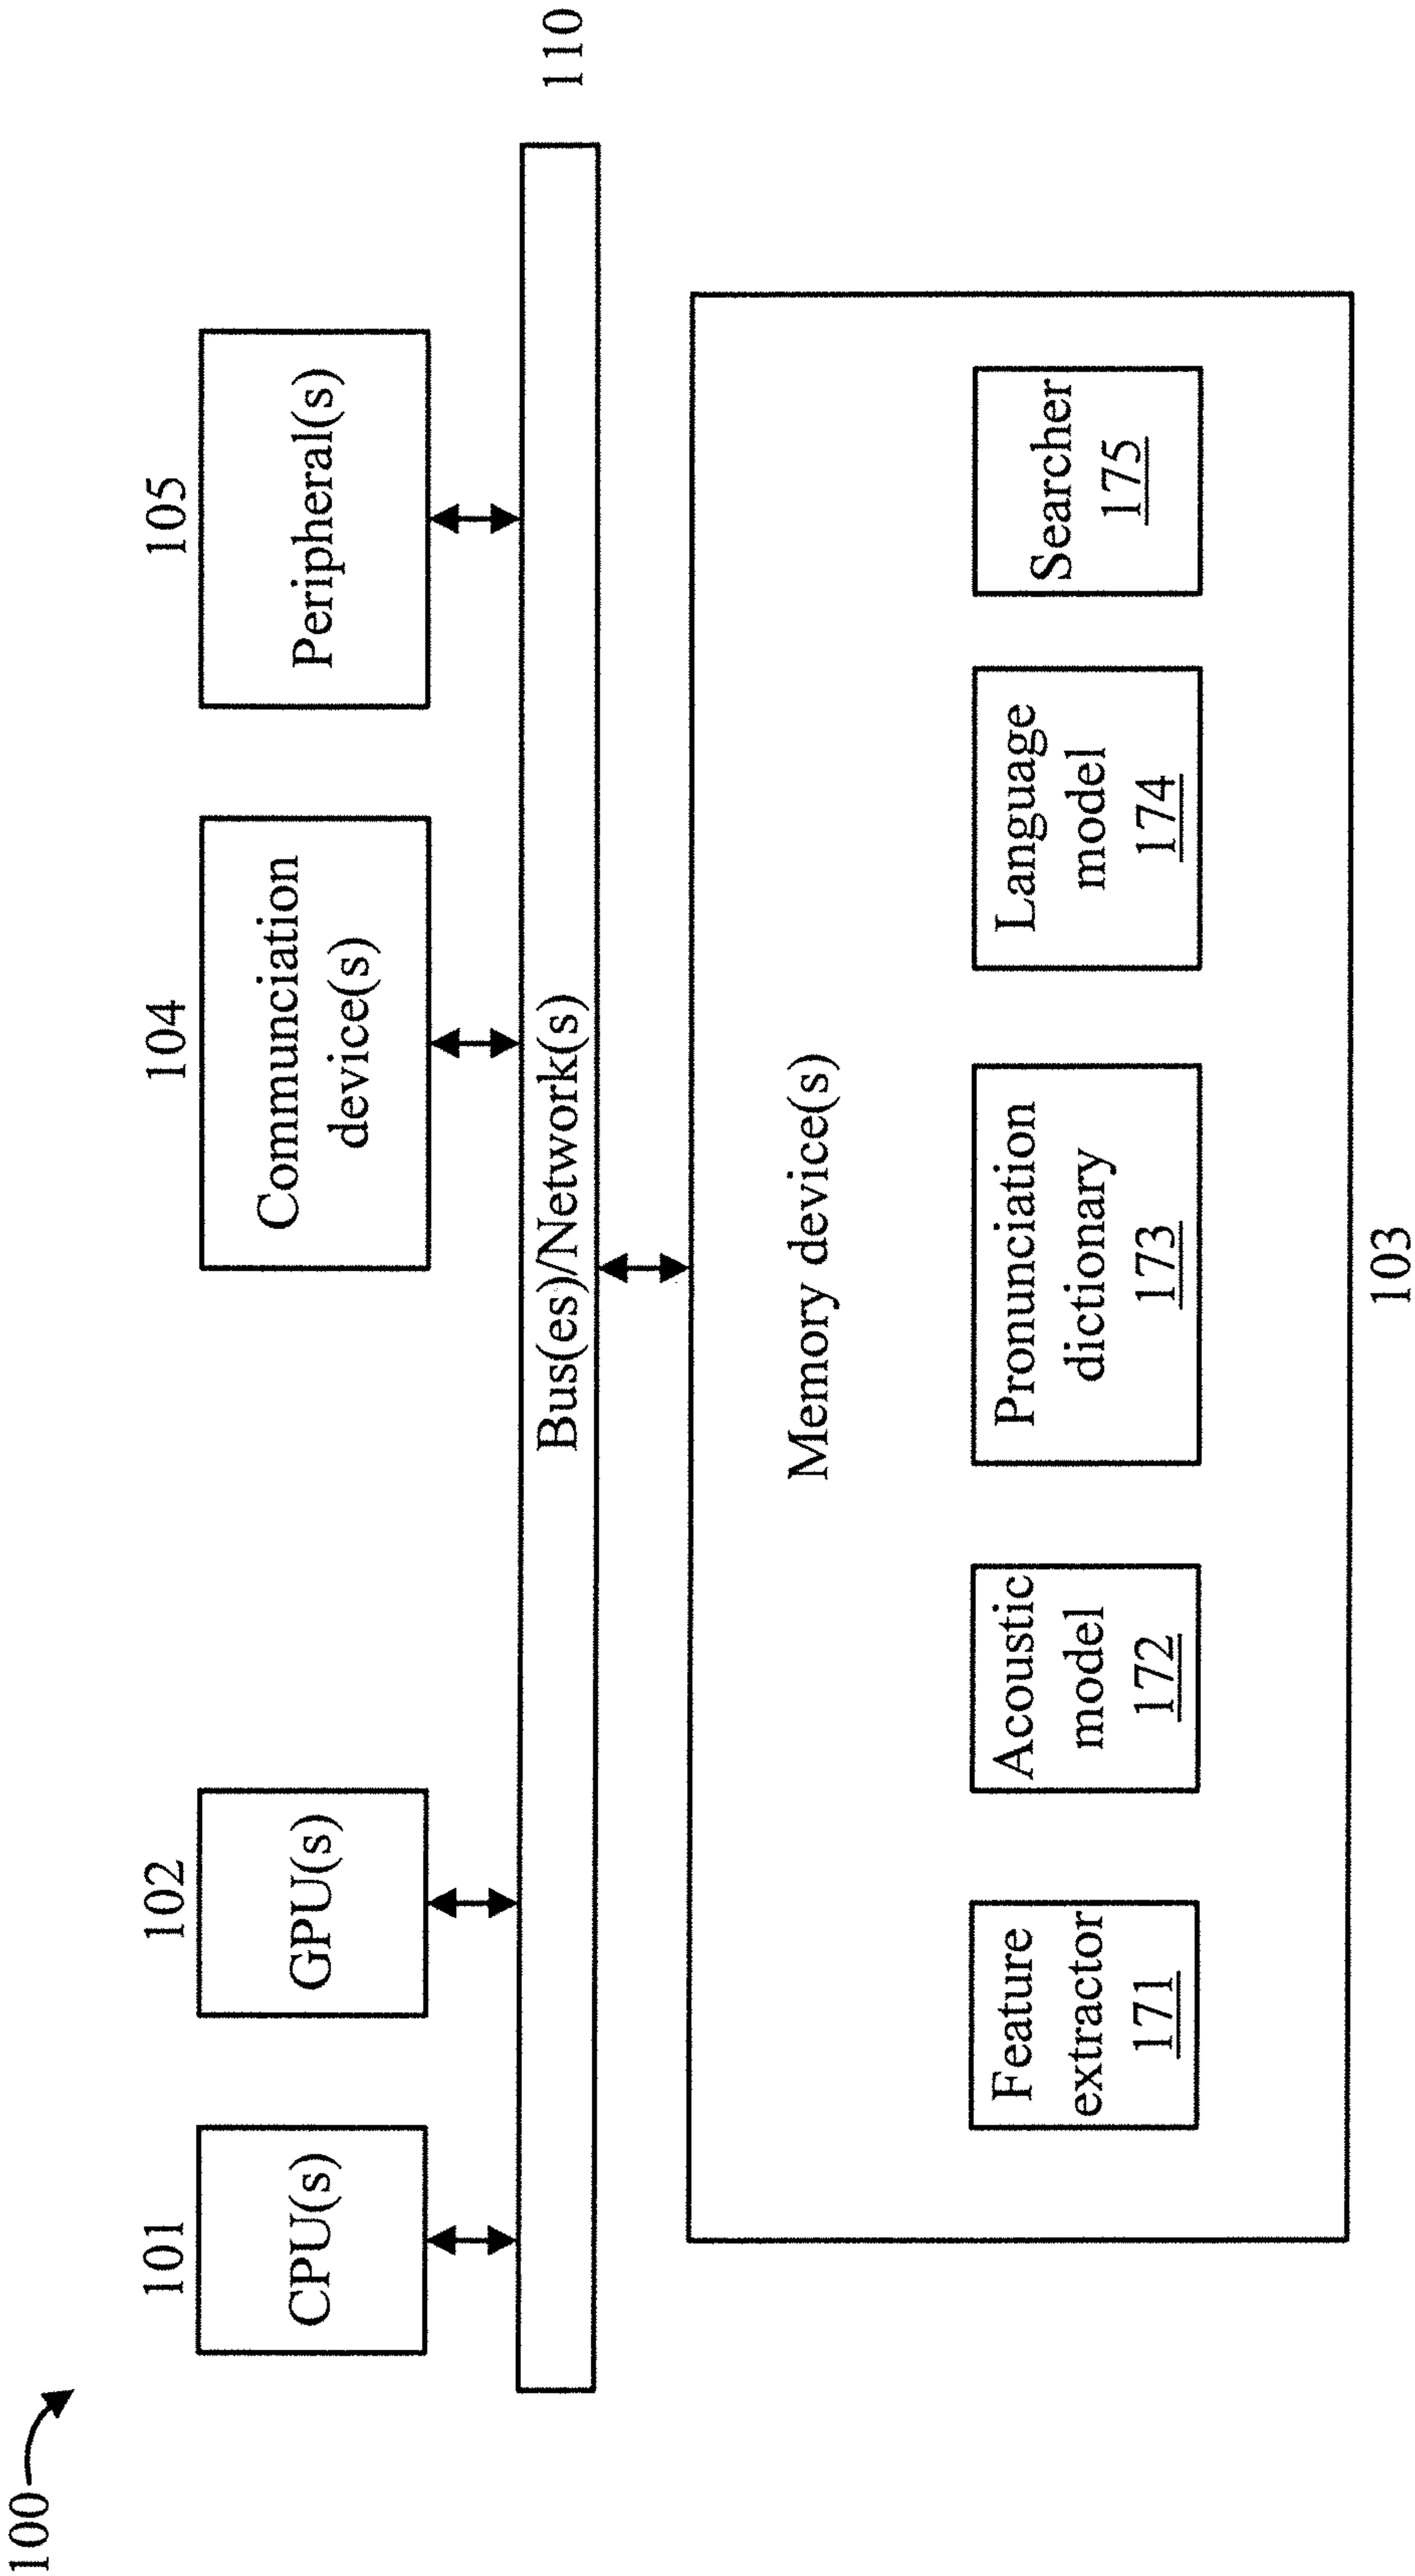 100
101
CPU(s)
102
GPU(s)
104
Communciation
device(s)
105
Peripheral(s)
Bus(es)/Network(s)
110
Memory device(s)
Feature
extractor
171
Acoustic
model
172
Pronunciation
dictionary
173
Language
model
174
Searcher
175
103